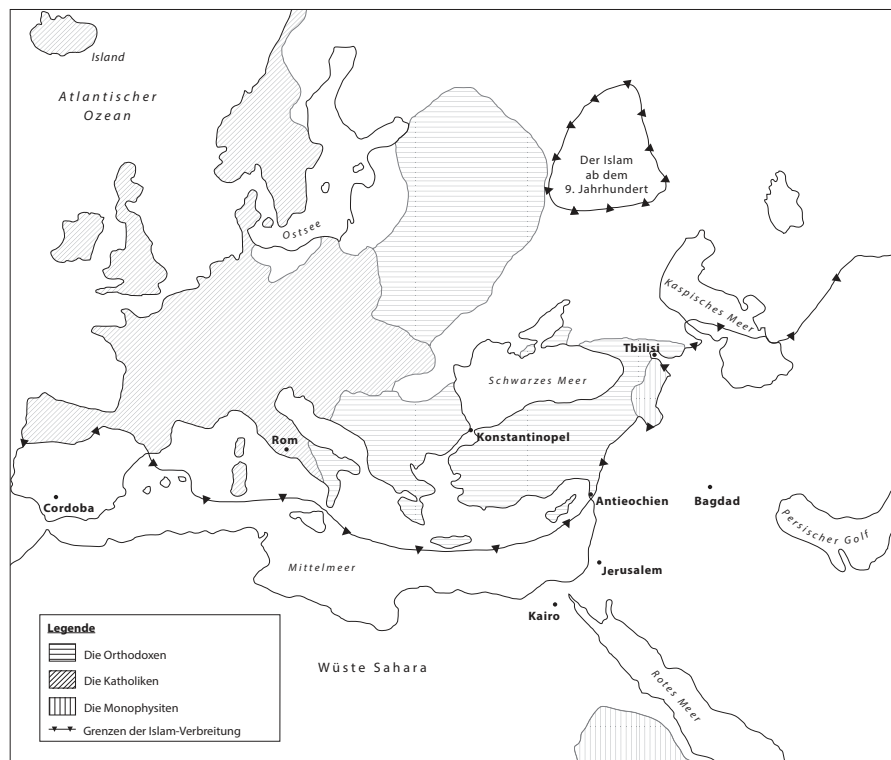 Island
Atlantischer
Ozean
Der Islam
ab dem
9. Jahrhundert
Ostsee
Kaspisches Meer
Tbilisi
Schwarzes Meer
Rom
Konstantinopel
Cordoba
Antieochien
Bagdad
Persischer Golf
Mittelmeer
Jerusalem
Kairo
Legende
Die Orthodoxen
Die Katholiken
Die Monophysiten
Grenzen der Islam-Verbreitung
Wüste Sahara
Rotes Meer